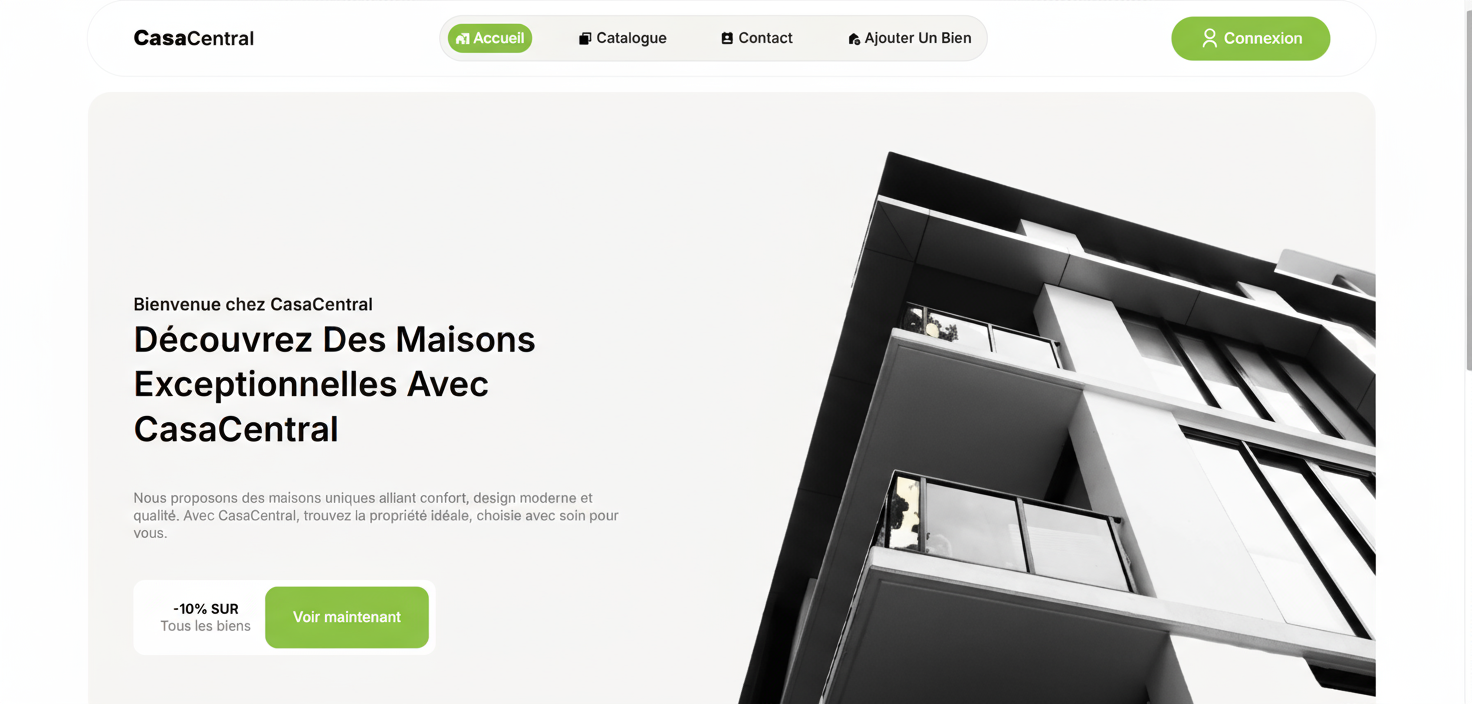 CasaCentral
Accueil
Catalogue
Contact
Ajouter Un Bien
Connexion
Bienvenue chez CasaCentral
Découvrez Des Maisons
Exceptionnelles Avec
CasaCentral
Nous proposons des maisons uniques alliant confort, design moderne et
qualité. Avec CasaCentral, trouvez la propriété idéale, choisie avec soin pour
vous.
-10% SUR
Tous les biens
Voir maintenant